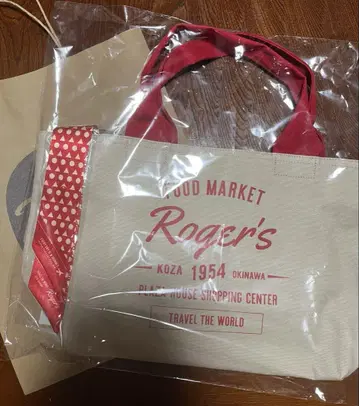 FOOD MARKET
Roger's
KOZA 1954 OKINAWA
PLAZA HOUSE SHOPPING CENTER
TRAVEL THE WORLD